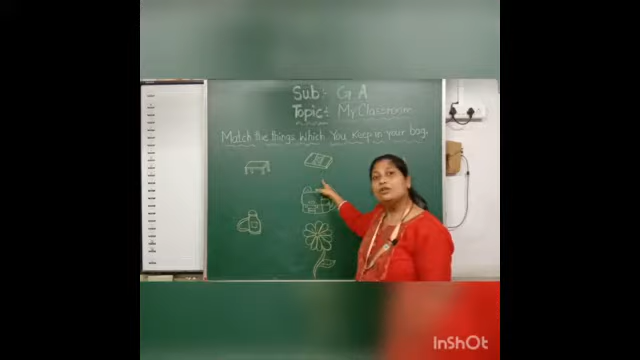 Sub:- G.A
Topic:- My Classroom
Match the things which You Keep in your bag.
InShOt